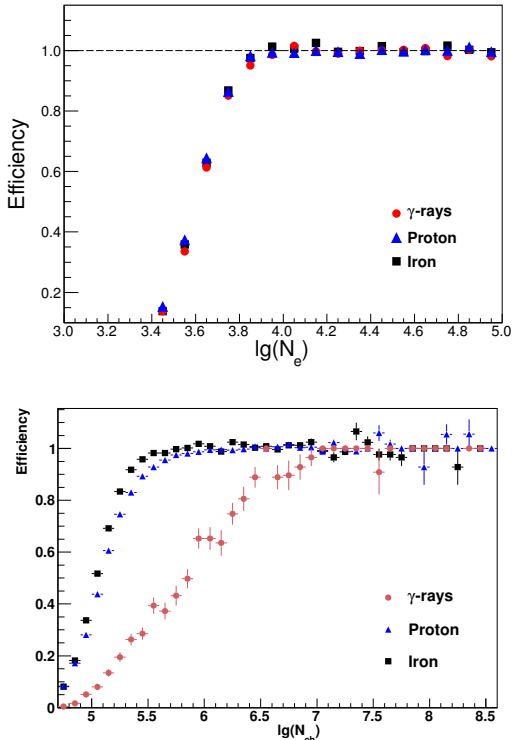 Efficiency
1.0
0.8
0.6
0.4
0.2
γ-rays
Proton
Iron
3.0 3.2 3.4 3.6 3.8 4.0 4.2 4.4 4.6 4.8 5.0
lg(N_e)
Efficiency
1
0.8
0.6
0.4
0.2
0
γ-rays
Proton
Iron
5 5.5 6 6.5 7 7.5 8 8.5
lg(N_ch)